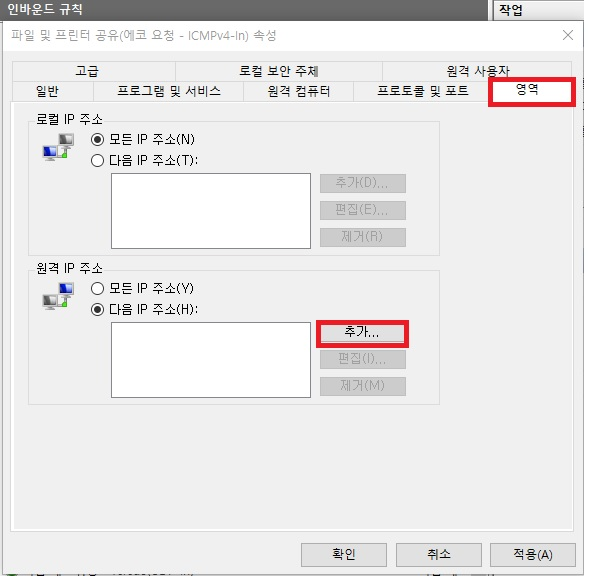 인바운드 규칙
작업
파일 및 프린터 공유(에코 요청 - ICMPv4-In) 속성
고급 로컬 보안 주체 원격 사용자
일반 프로그램 및 서비스 원격 컴퓨터 프로토콜 및 포트 영역
로컬 IP 주소
모든 IP 주소(N)
다음 IP 주소(T):
추가(D)...
편집(E)...
제거(R)
원격 IP 주소
모든 IP 주소(Y)
다음 IP 주소(H):
추가...
편집(I)...
제거(M)
확인 취소 적용(A)